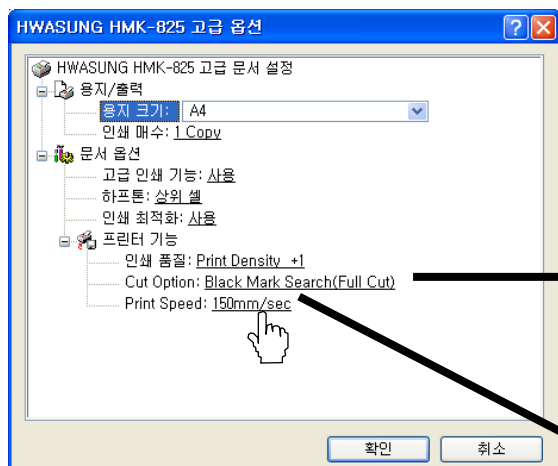 HWASUNG HMK-825 고급 옵션
HWASUNG HMK-825 고급 문서 설정
용지/출력
용지 크기: A4
인쇄 매수: 1 Copy
문서 옵션
고급 인쇄 기능: 사용
하프톤: 상위 셀
인쇄 최적화: 사용
프린터 기능
인쇄 품질: Print Density +1
Cut Option: Black Mark Search(Full Cut)
Print Speed: 150mm/sec
확인 취소